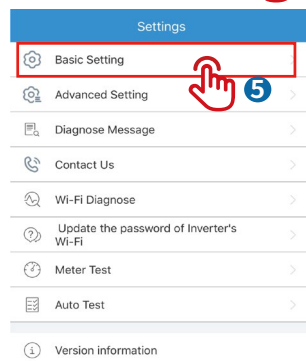 Settings
Basic Setting
5
Advanced Setting
Diagnose Message
Contact Us
Wi-Fi Diagnose
Update the password of Inverter's
Wi-Fi
Meter Test
Auto Test
Version information